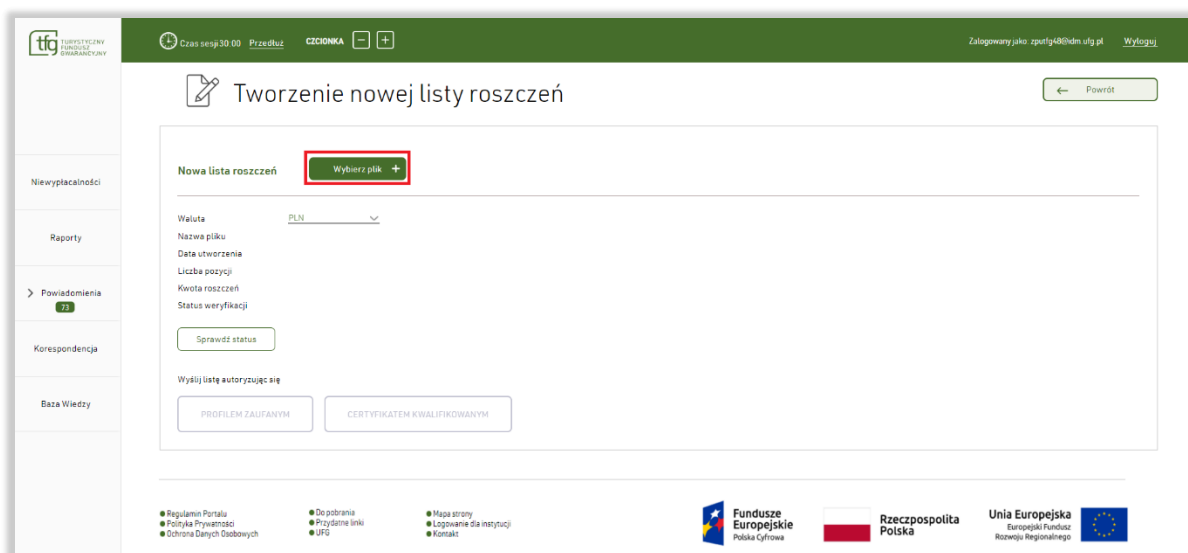 tfg TURYSTYCZNY
FUNDUSZ
GWARANCYJNY
Czas sesji 30:00 Przedłuż CZCIONKA
Zalogowany jako: zputfg48@idm.ufg.pl Wyloguj
Tworzenie nowej listy roszczeń
Powrót
Niewypłacalności
Raporty
Powiadomienia
73
Korespondencja
Baza Wiedzy
Nowa lista roszczeń
Wybierz plik +
Waluta PLN
Nazwa pliku
Data utworzenia
Liczba pozycji
Kwota roszczeń
Status weryfikacji
Sprawdź status
Wyślij listę autoryzując się
PROFILEM ZAUFANYM
CERTYFIKATEM KWALIFIKOWANYM
Regulamin Portalu
Polityka Prywatności
Ochrona Danych Osobowych
Do pobrania
Przydatne linki
UFG
Mapa strony
Logowanie dla instytucji
Kontakt
Fundusze
Europejskie
Polska Cyfrowa
Rzeczpospolita
Polska
Unia Europejska
Europejski Fundusz
Rozwoju Regionalnego